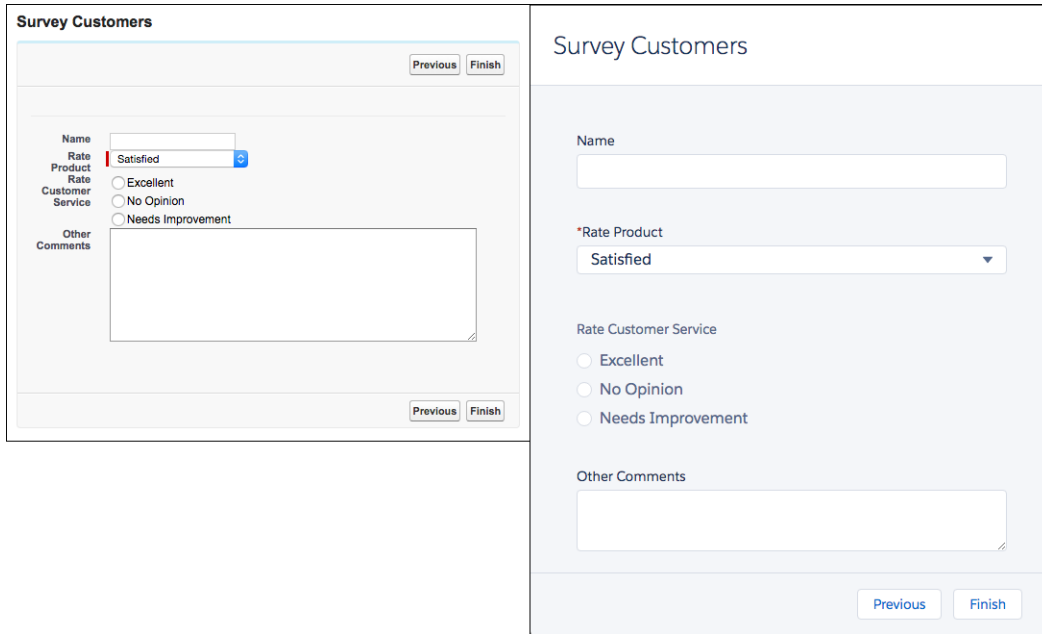 Survey Customers
Previous Finish
Name
Rate
Product
Satisfied
Rate
Customer
Service
Excellent
No Opinion
Needs Improvement
Other
Comments
Previous Finish
Survey Customers
Name
*Rate Product
Satisfied
Rate Customer Service
Excellent
No Opinion
Needs Improvement
Other Comments
Previous Finish